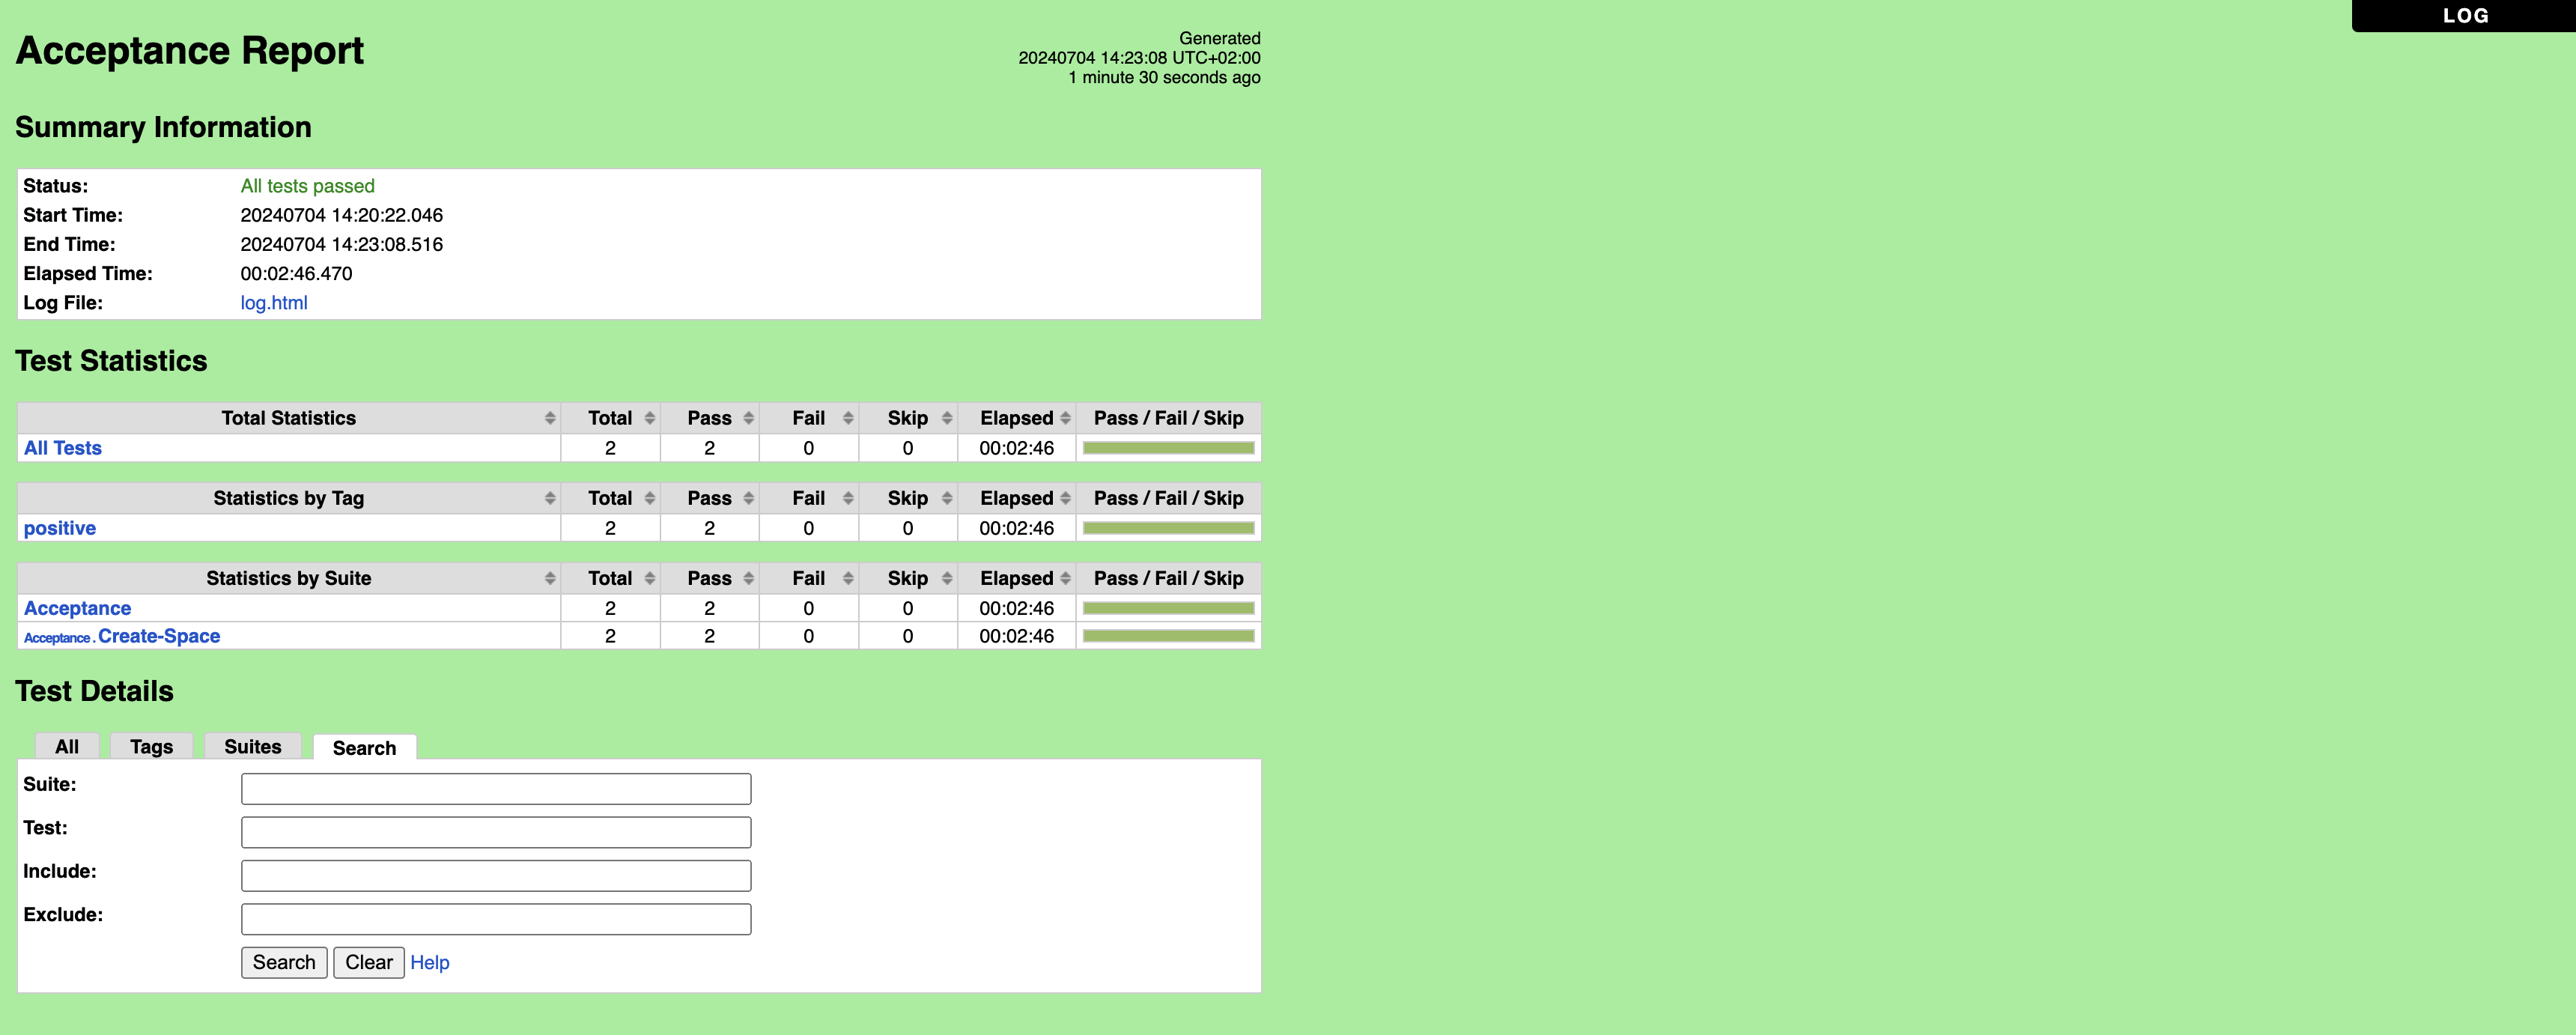 LOG
Acceptance Report
Generated
20240704 14:23:08 UTC+02:00
1 minute 30 seconds ago
Summary Information
Status: All tests passed
Start Time: 20240704 14:20:22.046
End Time: 20240704 14:23:08.516
Elapsed Time: 00:02:46.470
Log File: log.html
Test Statistics
Total Statistics Total Pass Fail Skip Elapsed Pass / Fail / Skip
All Tests 2 2 0 0 00:02:46
Statistics by Tag Total Pass Fail Skip Elapsed Pass / Fail / Skip
positive 2 2 0 0 00:02:46
Statistics by Suite Total Pass Fail Skip Elapsed Pass / Fail / Skip
Acceptance 2 2 0 0 00:02:46
Acceptance . Create-Space 2 2 0 0 00:02:46
Test Details
All Tags Suites Search
Suite:
Test:
Include:
Exclude:
Search Clear Help